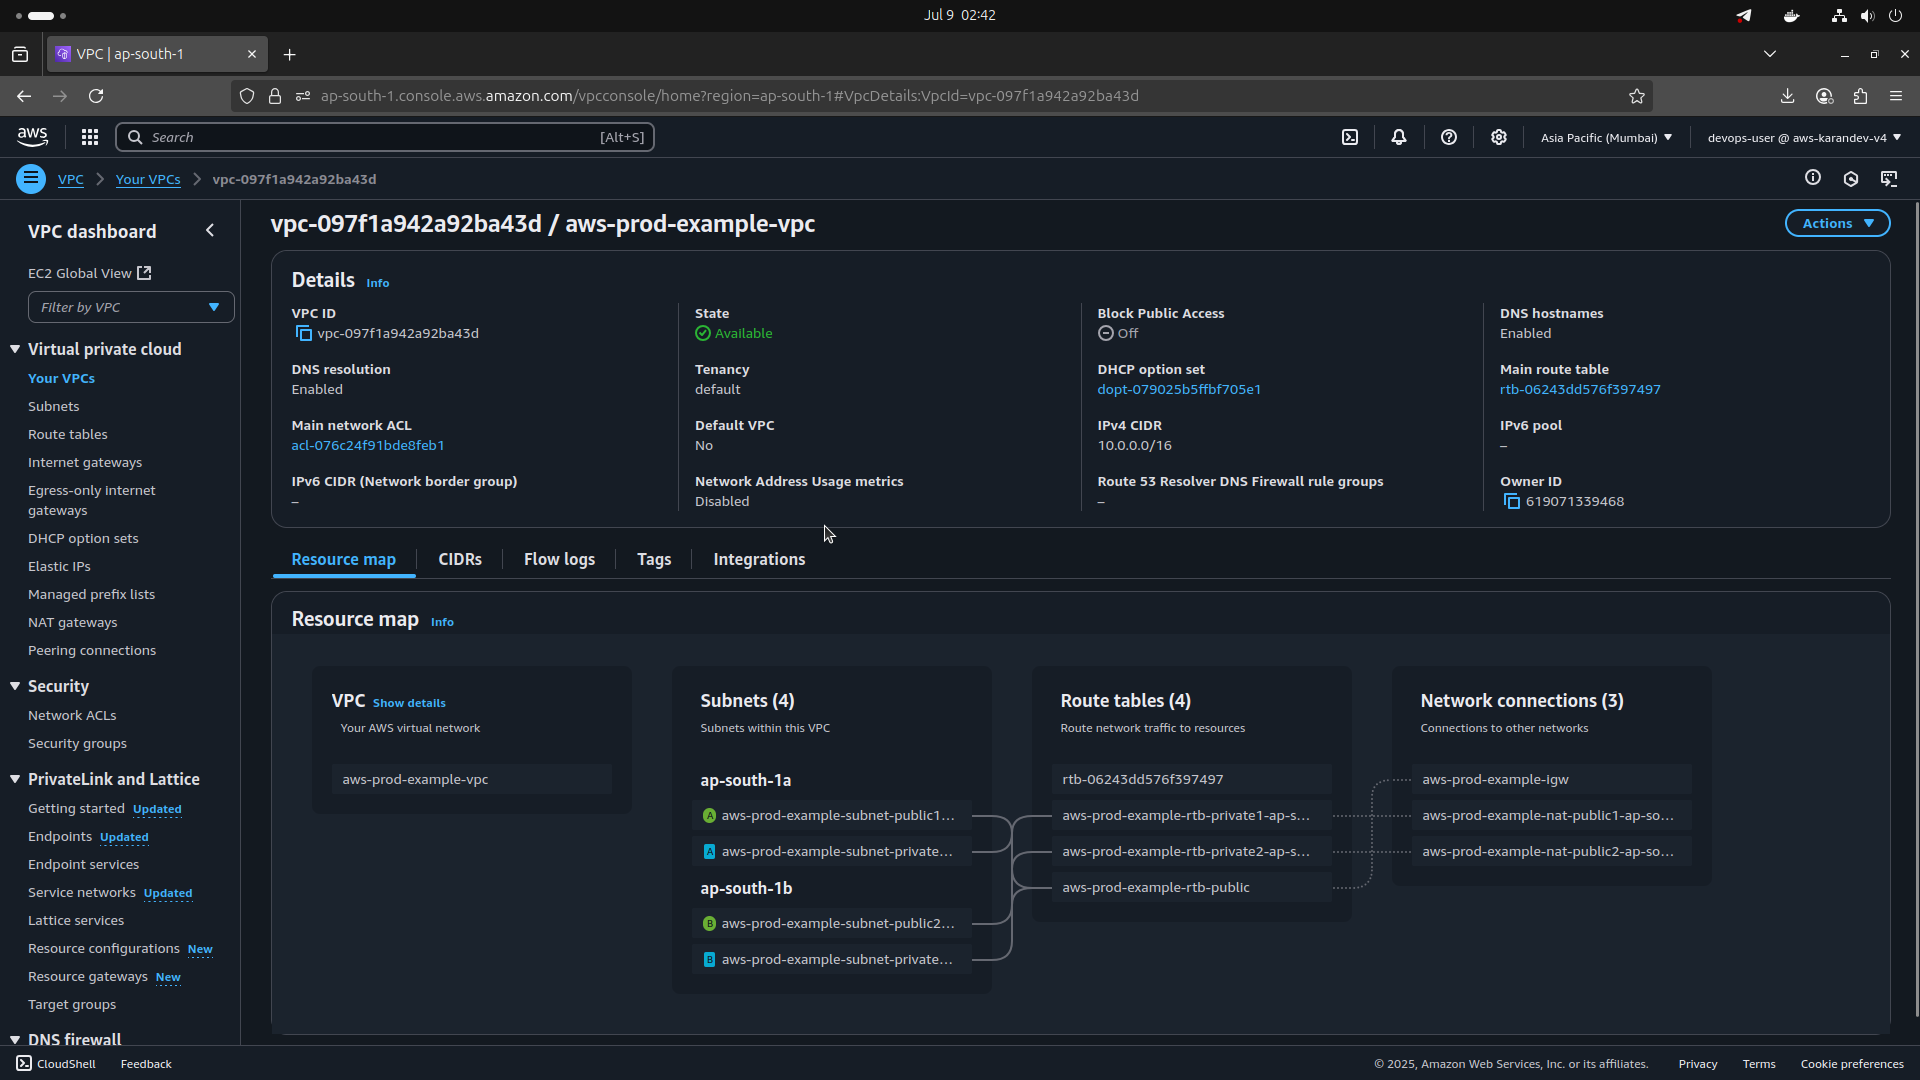 Jul 9 02:42
VPC | ap-south-1
ap-south-1.console.aws.amazon.com/vpcconsole/home?region=ap-south-1#VpcDetails:VpcId=vpc-097f1a942a92ba43d
aws
Search
[Alt+S]
Asia Pacific (Mumbai)
devops-user @ aws-karandev-v4
VPC
Your VPCs
vpc-097f1a942a92ba43d
VPC dashboard
EC2 Global View
Filter by VPC
Virtual private cloud
Your VPCs
Subnets
Route tables
Internet gateways
Egress-only internet
gateways
DHCP option sets
Elastic IPs
Managed prefix lists
NAT gateways
Peering connections
Security
Network ACLs
Security groups
PrivateLink and Lattice
Getting started Updated
Endpoints Updated
Endpoint services
Service networks Updated
Lattice services
Resource configurations New
Resource gateways New
Target groups
DNS firewall
vpc-097f1a942a92ba43d / aws-prod-example-vpc
Actions
Details Info
VPC ID
vpc-097f1a942a92ba43d
State
Available
Block Public Access
Off
DNS hostnames
Enabled
DNS resolution
Enabled
Tenancy
default
DHCP option set
dopt-079025b5ffbf705e1
Main route table
rtb-06243dd576f397497
Main network ACL
acl-076c24f91bde8feb1
Default VPC
No
IPv4 CIDR
10.0.0.0/16
IPv6 pool
–
IPv6 CIDR (Network border group)
–
Network Address Usage metrics
Disabled
Route 53 Resolver DNS Firewall rule groups
–
Owner ID
619071339468
Resource map
CIDRs
Flow logs
Tags
Integrations
Resource map Info
VPC Show details
Your AWS virtual network
aws-prod-example-vpc
Subnets (4)
Subnets within this VPC
ap-south-1a
A aws-prod-example-subnet-public1...
A aws-prod-example-subnet-private...
ap-south-1b
B aws-prod-example-subnet-public2...
B aws-prod-example-subnet-private...
Route tables (4)
Route network traffic to resources
rtb-06243dd576f397497
aws-prod-example-rtb-private1-ap-s...
aws-prod-example-rtb-private2-ap-s...
aws-prod-example-rtb-public
Network connections (3)
Connections to other networks
aws-prod-example-igw
aws-prod-example-nat-public1-ap-so...
aws-prod-example-nat-public2-ap-so...
CloudShell
Feedback
© 2025, Amazon Web Services, Inc. or its affiliates.
Privacy
Terms
Cookie preferences